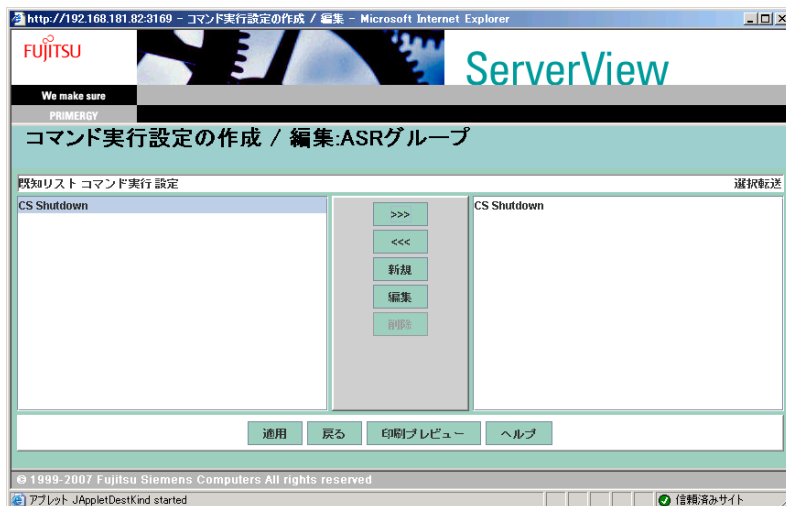 http://192.168.181.82:3169 - コマンド実行設定の作成 / 編集 - Microsoft Internet Explorer
FUJITSU
ServerView
We make sure
PRIMERGY
コマンド実行設定の作成 / 編集:ASRグループ
既知リスト コマンド実行 設定 選択転送
CS Shutdown
>>>
CS Shutdown
<<<
新規
編集
削除
適用 戻る 印刷プレビュー ヘルプ
© 1999-2007 Fujitsu Siemens Computers All rights reserved
アプレット JAppletDestKind started 信頼済みサイト